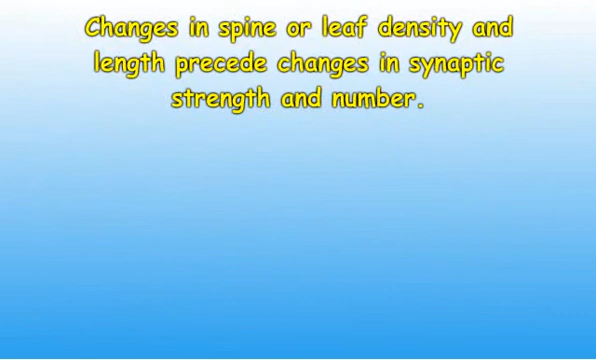 Changes in spine or leaf density and
length precede changes in synaptic
strength and number.